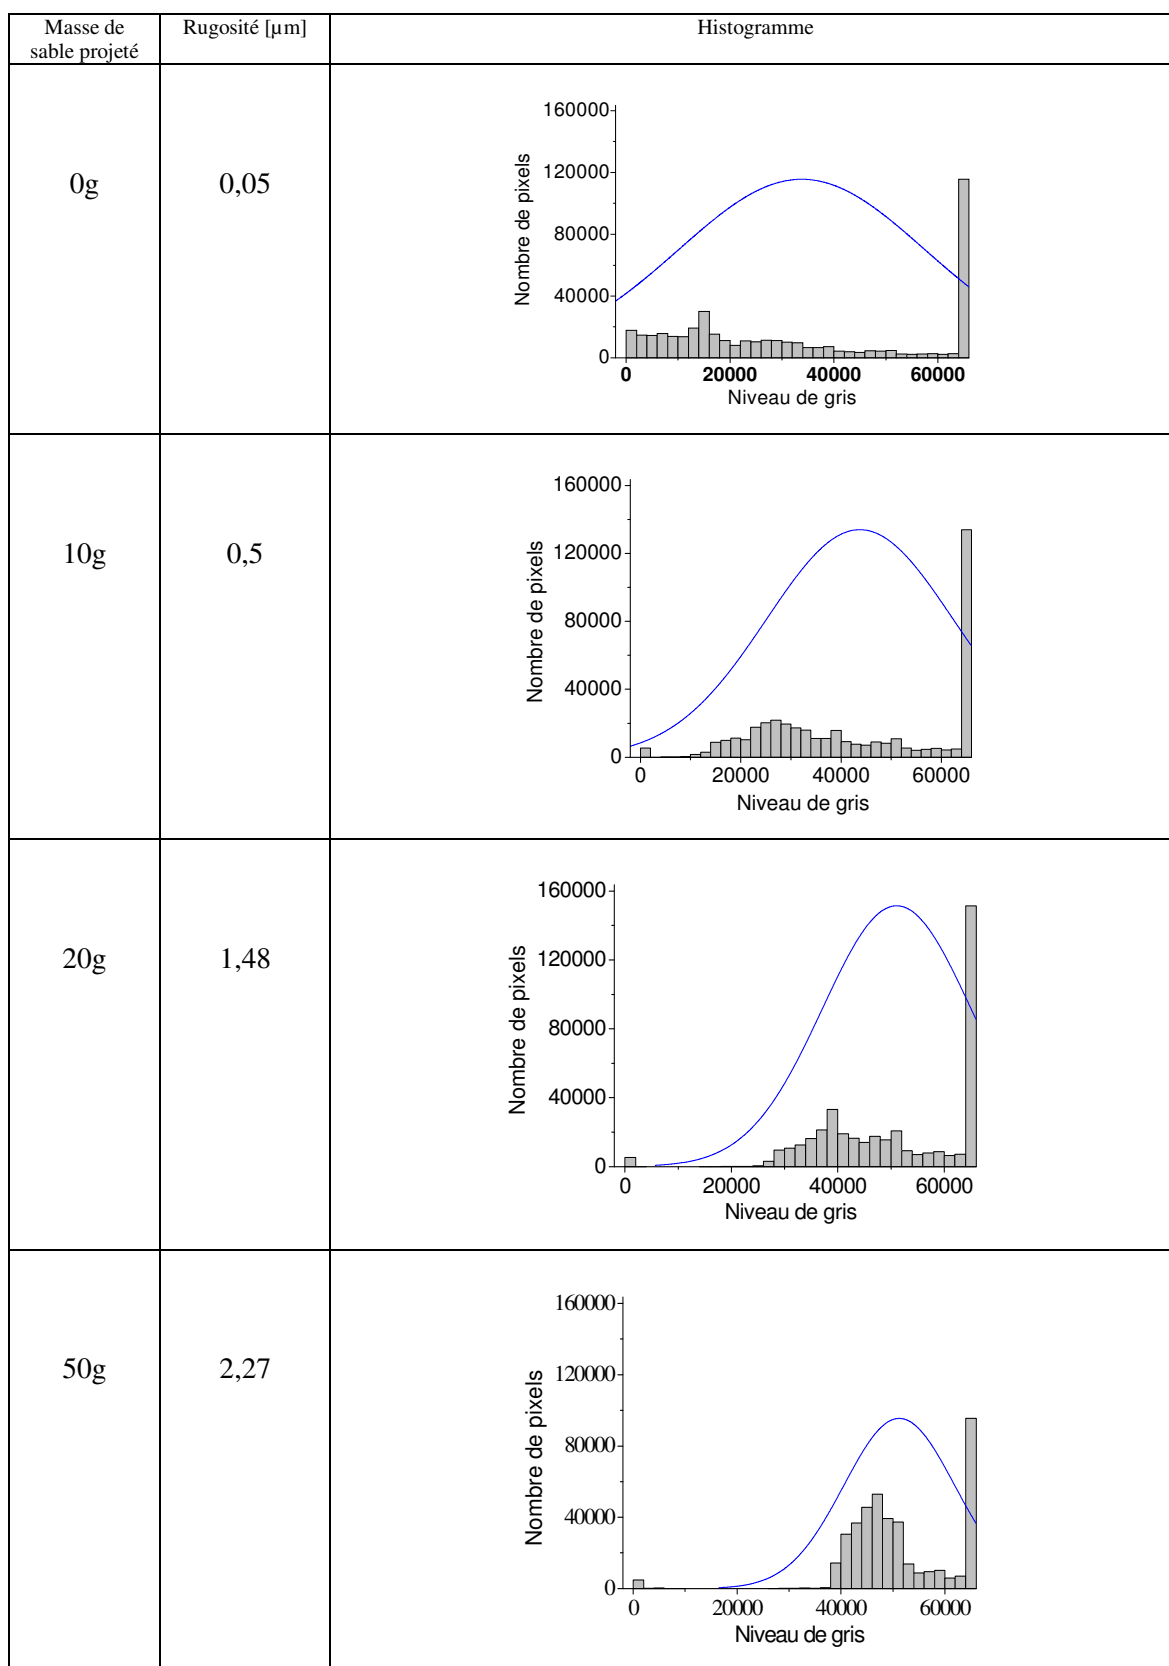 Masse de sable projeté
Rugosité [µm]
Histogramme
0g
0,05
160000
120000
80000
40000
0
Nombre de pixels
0 20000 40000 60000
Niveau de gris
10g
0,5
160000
120000
80000
40000
0
Nombre de pixels
0 20000 40000 60000
Niveau de gris
20g
1,48
160000
120000
80000
40000
0
Nombre de pixels
0 20000 40000 60000
Niveau de gris
50g
2,27
160000
120000
80000
40000
0
Nombre de pixels
0 20000 40000 60000
Niveau de gris